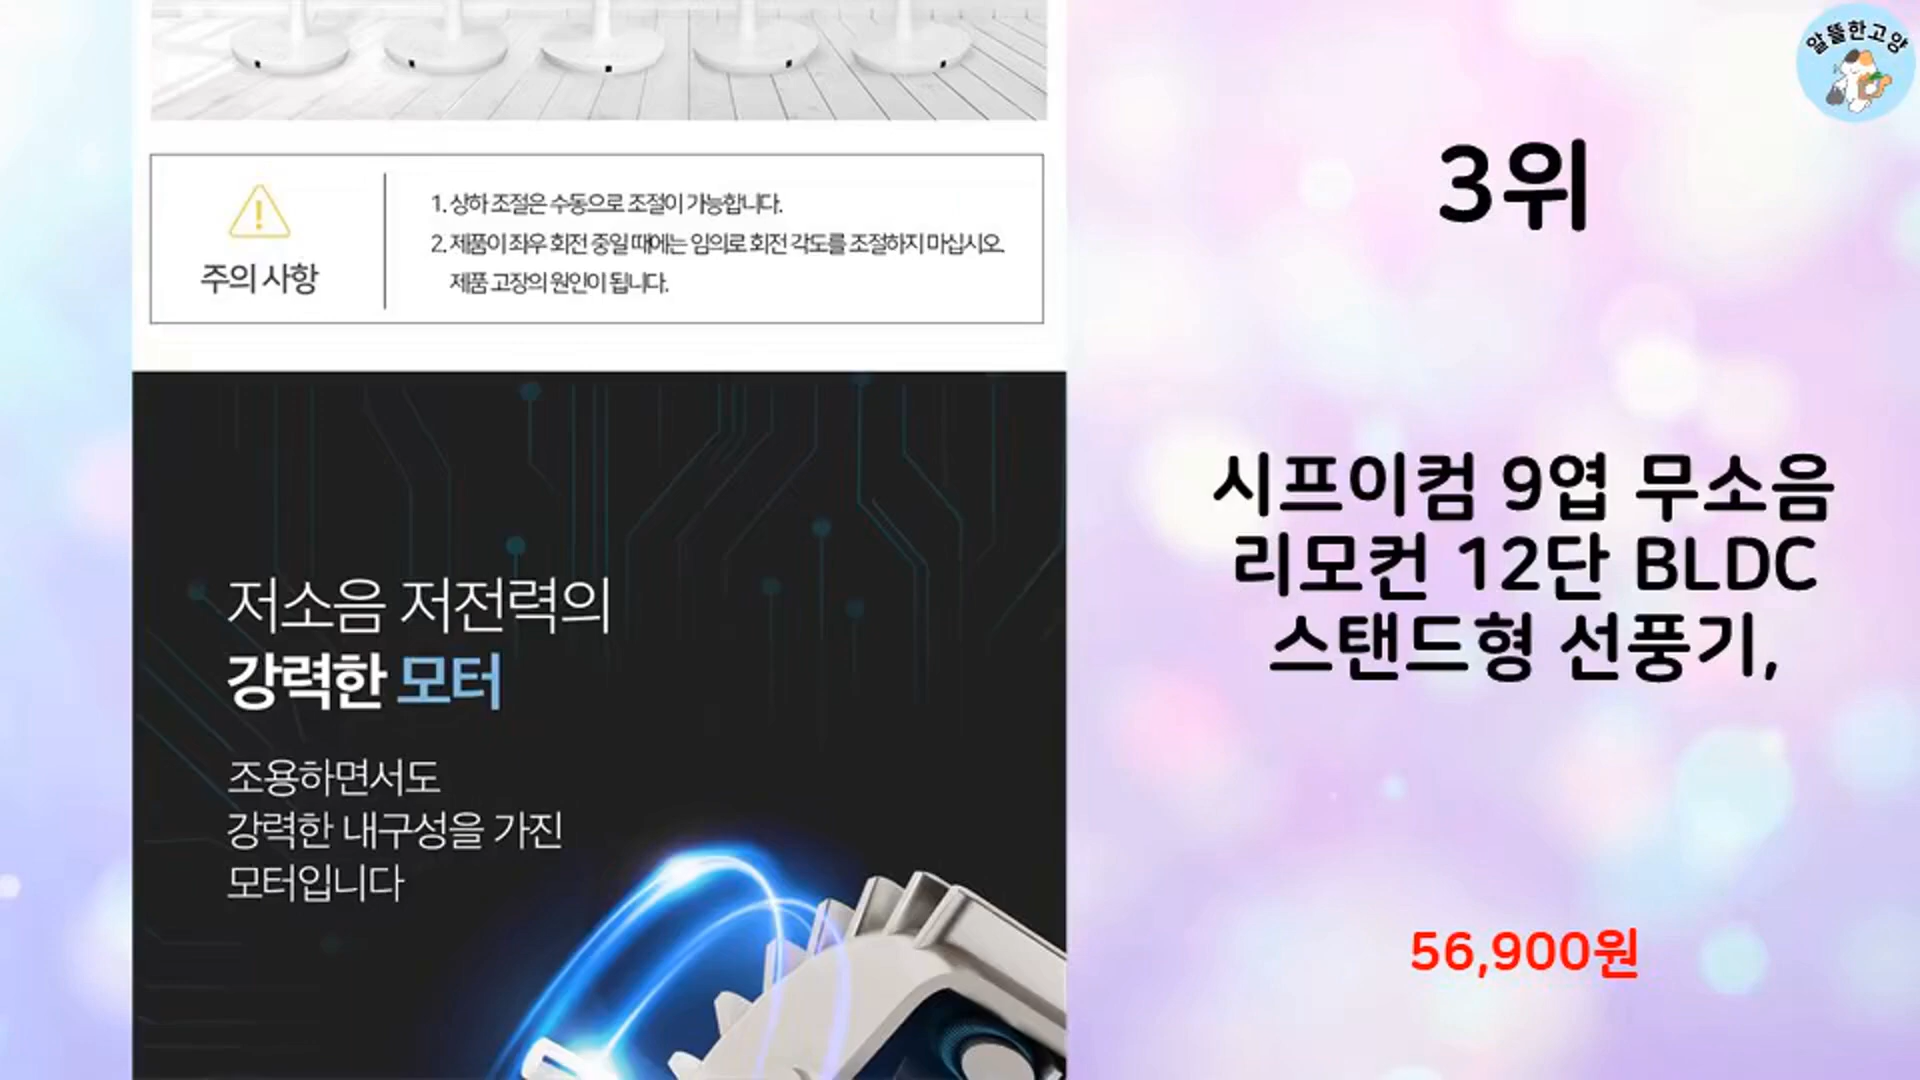 주의 사항
1. 상하 조절은 수동으로 조절이 가능합니다.
2. 제품이 좌우 회전 중일 때에는 임의로 회전 각도를 조절하지 마십시오.
제품 고장의 원인이 됩니다.
저소음 저전력의
강력한 모터
조용하면서도
강력한 내구성을 가진
모터입니다
알뜰한고양
3위
시프이컴 9엽 무소음
리모컨 12단 BLDC
스탠드형 선풍기,
56,900원